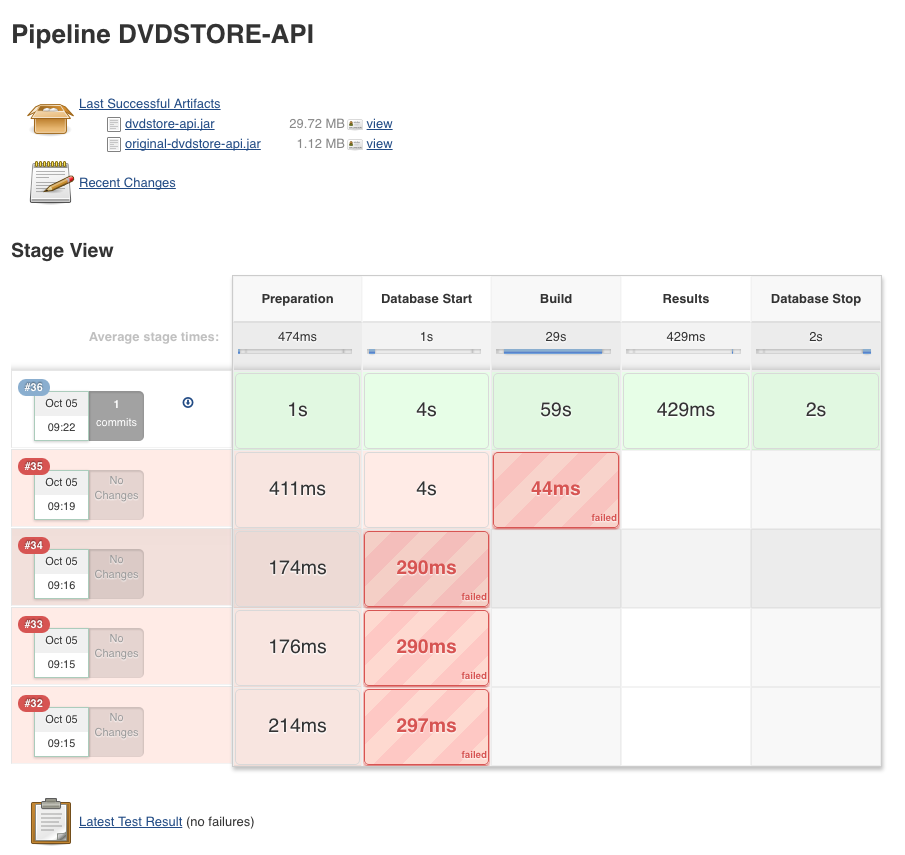 Pipeline DVDSTORE-API
Last Successful Artifacts
dvdstore-api.jar 29.72 MB view
original-dvdstore-api.jar 1.12 MB view
Recent Changes
Stage View
Preparation Database Start Build Results Database Stop
Average stage times: 474ms 1s 29s 429ms 2s
#36
Oct 05 1
09:22 commits
1s 4s 59s 429ms 2s
#35
Oct 05 No
09:19 Changes
411ms 4s 44ms
failed
#34
Oct 05 No
09:16 Changes
174ms 290ms
failed
#33
Oct 05 No
09:15 Changes
176ms 290ms
failed
#32
Oct 05 No
09:15 Changes
214ms 297ms
failed
Latest Test Result (no failures)